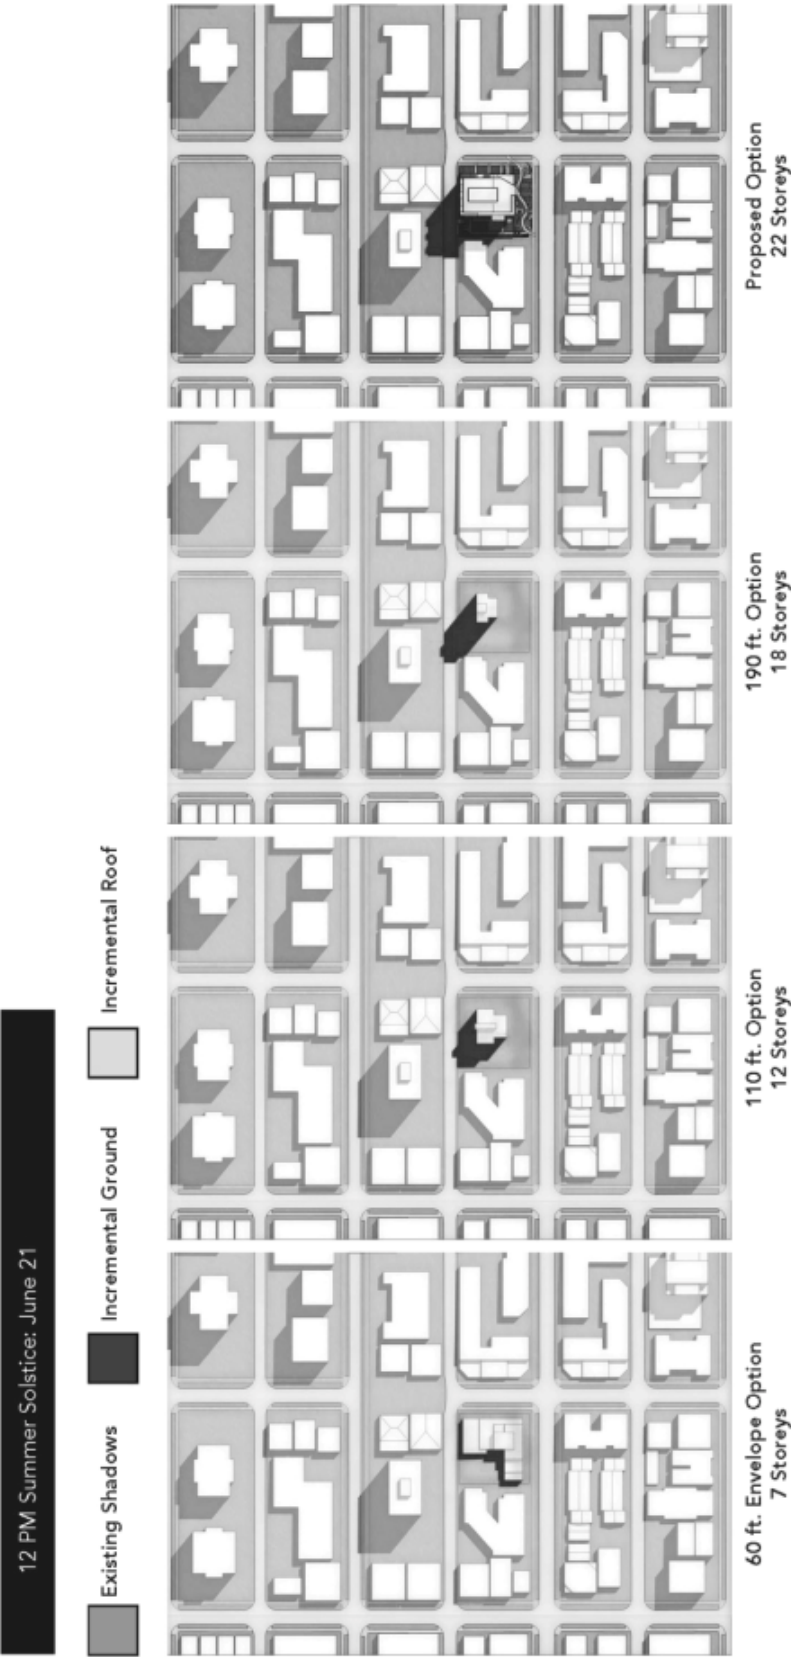 12 PM Summer Solstice: June 21
Existing Shadows
Incremental Ground
Incremental Roof
60 ft. Envelope Option
7 Storeys
110 ft. Option
12 Storeys
190 ft. Option
18 Storeys
Proposed Option
22 Storeys